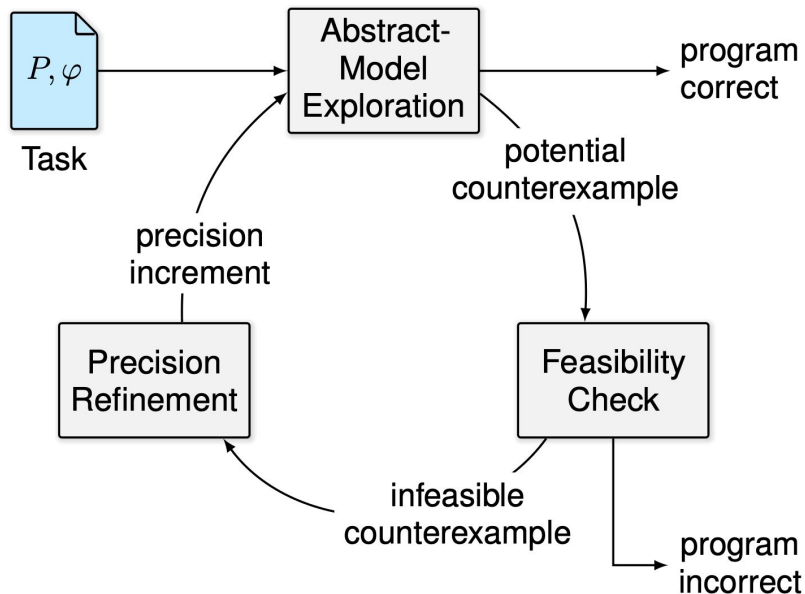 P, φ
Task
Abstract-
Model
Exploration
program
correct
potential
counterexample
precision
increment
Precision
Refinement
Feasibility
Check
infeasible
counterexample
program
incorrect